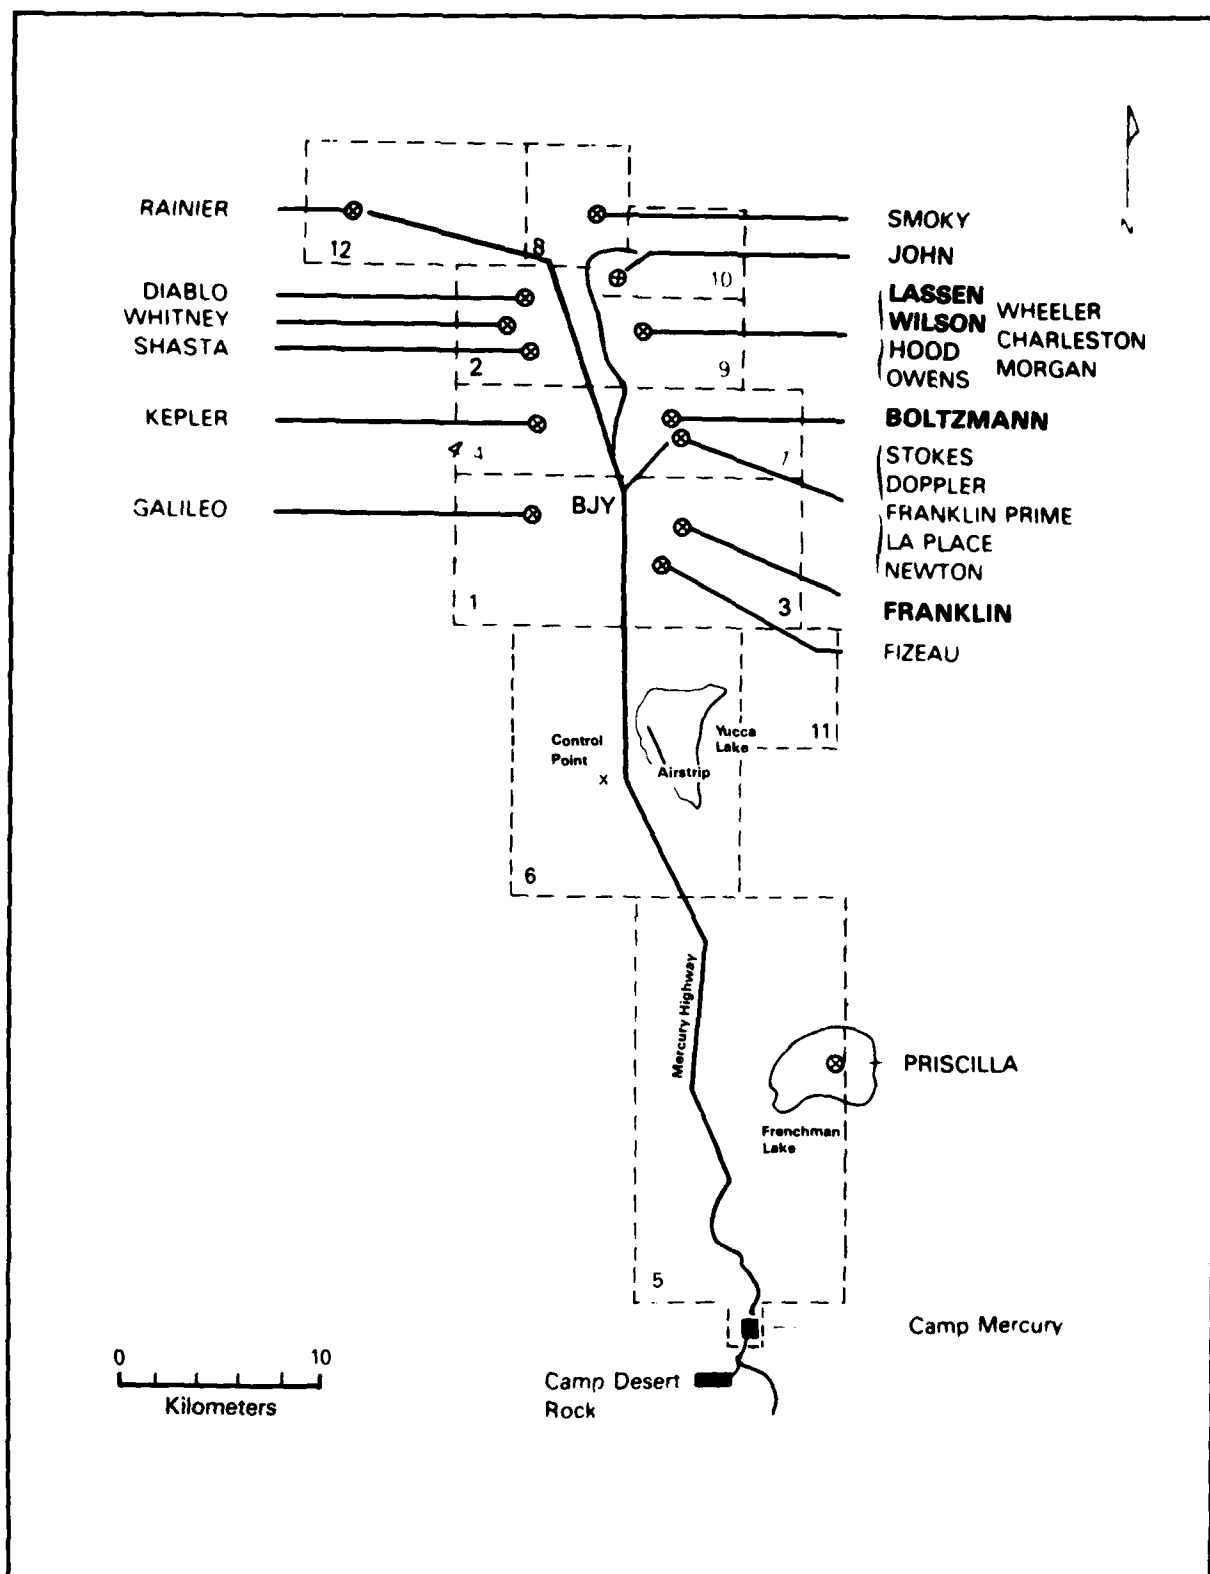 RAINIER
SMOKY
12
8
JOHN
10
DIABLO
WHITNEY
SHASTA
LASSEN WHEELER
WILSON CHARLESTON
HOOD MORGAN
OWENS
2
9
KEPLER
BOLTZMANN
4
7
STOKES
DOPPLER
GALILEO
BJY
FRANKLIN PRIME
LA PLACE
NEWTON
1
3
FRANKLIN
FIZEAU
11
Yucca
Lake
Control
Point
x
Airstrip
6
Mercury Highway
PRISCILLA
Frenchman
Lake
5
Camp Mercury
0 10
Kilometers
Camp Desert
Rock
N